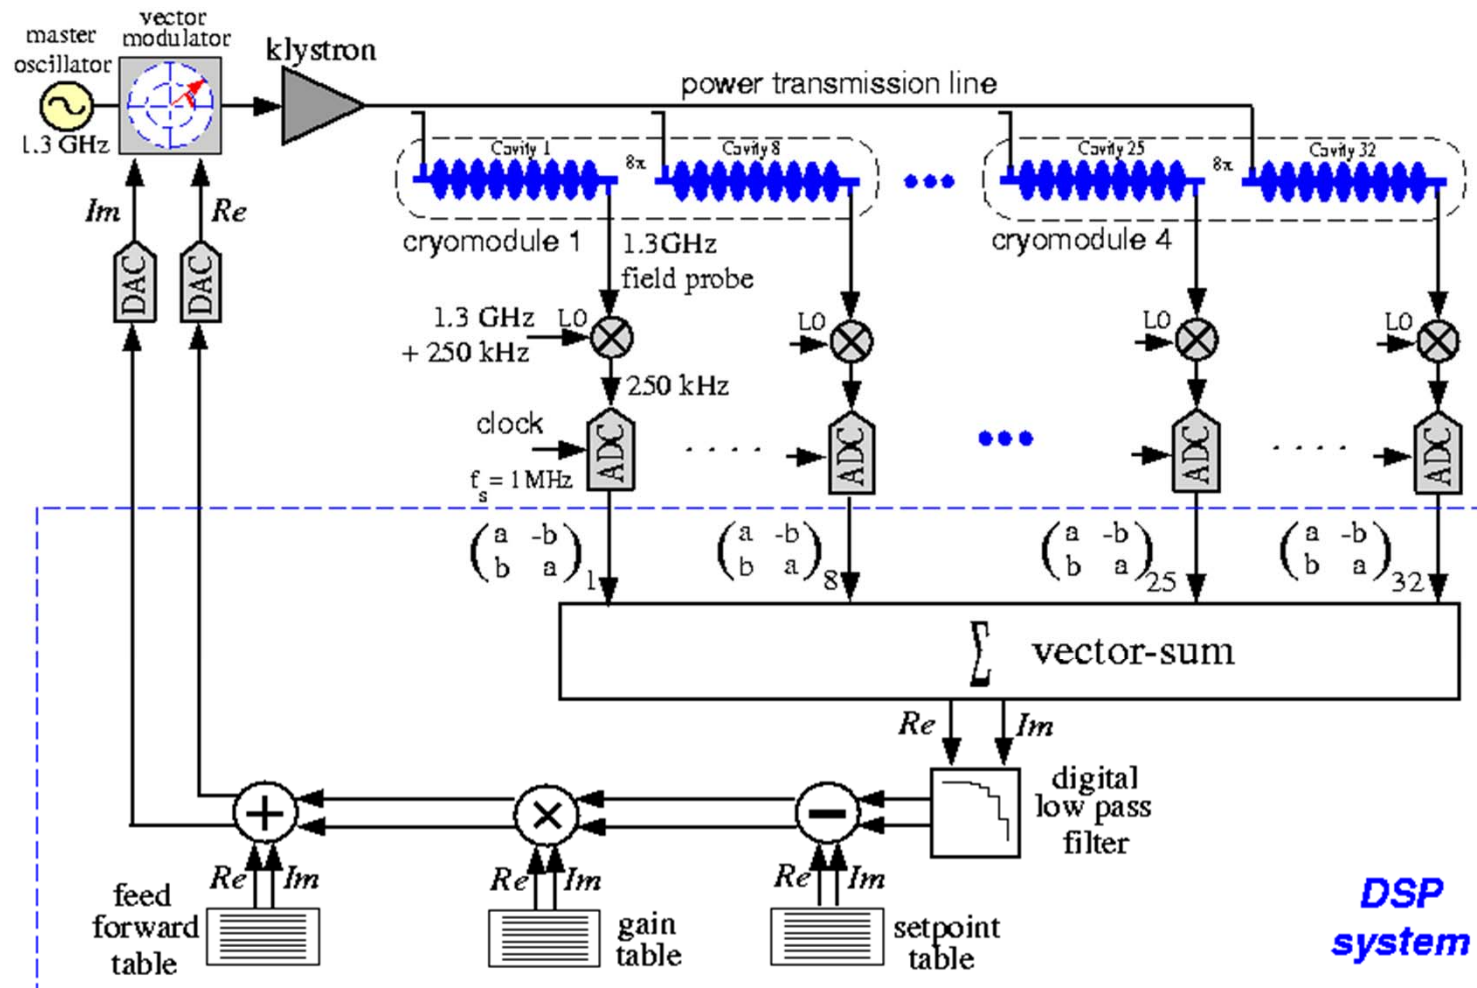 vector
modulator
master
oscillator
1.3 GHz
klystron
power transmission line
Cavity 1
8x
Cavity 8
Cavity 25
8x
Cavity 32
cryomodule 1
cryomodule 4
Im
Re
DAC
DAC
1.3GHz
field probe
1.3 GHz
+ 250 kHz
LO
LO
LO
LO
250 kHz
clock
f_s = 1 MHz
ADC
ADC
ADC
ADC
. . . .
. . . . .
(a -b
b a)1
(a -b
b a)8
(a -b
b a)25
(a -b
b a)32
Σ vector-sum
Re
Im
digital
low pass
filter
+
×
−
Re Im
Re Im
Re Im
feed
forward
table
gain
table
setpoint
table
DSP
system